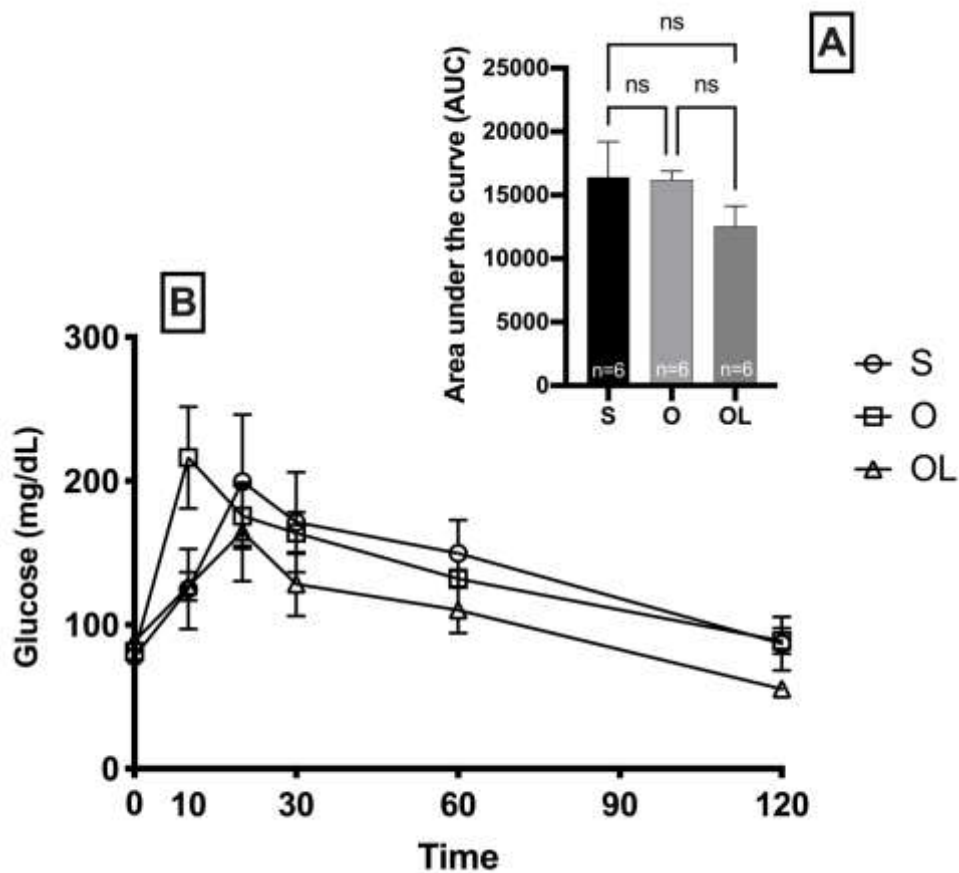 A
ns
ns ns
Area under the curve (AUC)
25000
20000
15000
10000
5000
0
n=6 n=6 n=6
S O OL
B
Glucose (mg/dL)
300
200
100
0
0 10 30 60 90 120
Time
S
O
OL